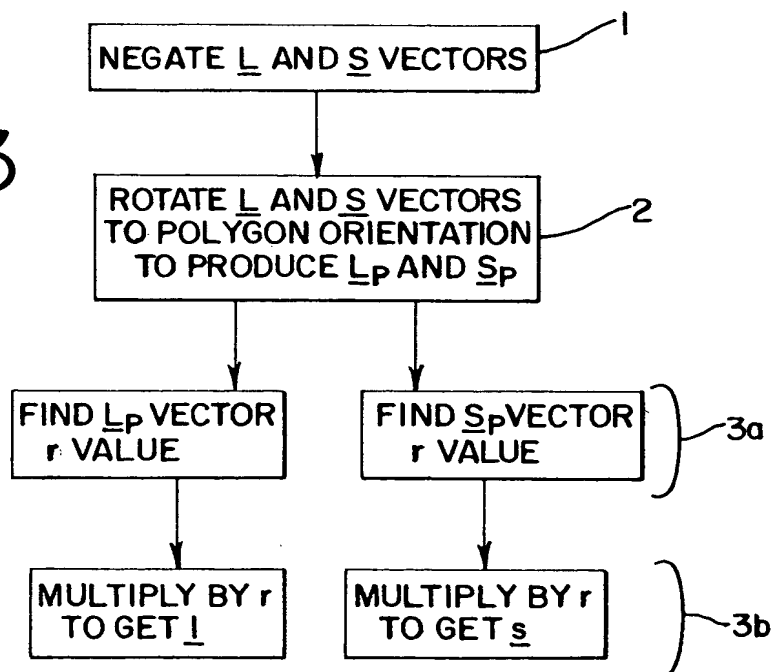 1
NEGATE L AND S VECTORS
3
ROTATE L AND S VECTORS
TO POLYGON ORIENTATION
TO PRODUCE LP AND SP
2
FIND LP VECTOR
r VALUE
FIND SP VECTOR
r VALUE
3a
MULTIPLY BY r
TO GET l
MULTIPLY BY r
TO GET s
3b